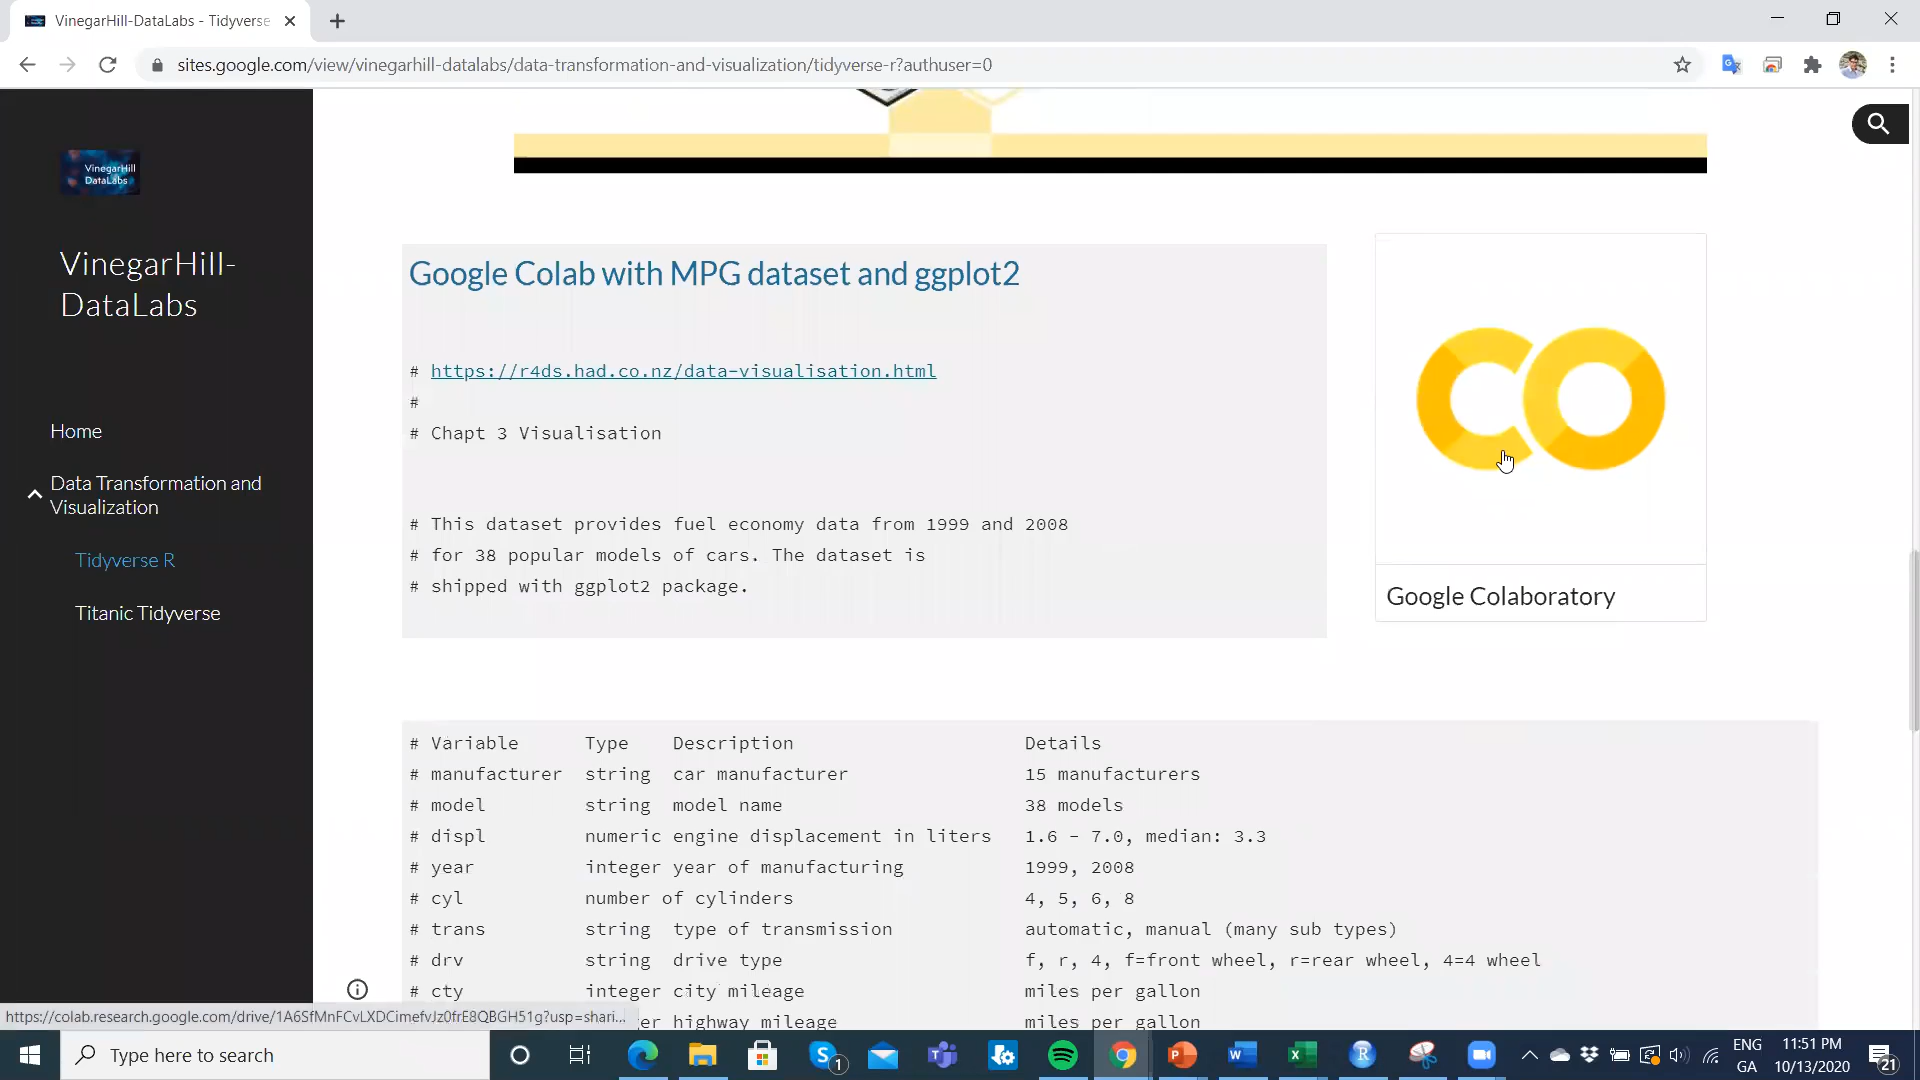 VinegarHill-DataLabs - Tidyverse
sites.google.com/view/vinegarhill-datalabs/data-transformation-and-visualization/tidyverse-r?authuser=0
VinegarHill
DataLabs
VinegarHill-
DataLabs
Home
Data Transformation and
Visualization
Tidyverse R
Titanic Tidyverse
Google Colab with MPG dataset and ggplot2
# https://r4ds.had.co.nz/data-visualisation.html
#
# Chapt 3 Visualisation
# This dataset provides fuel economy data from 1999 and 2008
# for 38 popular models of cars. The dataset is
# shipped with ggplot2 package.
Google Colaboratory
# Variable Type Description Details
# manufacturer string car manufacturer 15 manufacturers
# model string model name 38 models
# displ numeric engine displacement in liters 1.6 - 7.0, median: 3.3
# year integer year of manufacturing 1999, 2008
# cyl number of cylinders 4, 5, 6, 8
# trans string type of transmission automatic, manual (many sub types)
# drv string drive type f, r, 4, f=front wheel, r=rear wheel, 4=4 wheel
# cty integer city mileage miles per gallon
er highway mileage miles per gallon
https://colab.research.google.com/drive/1A6SfMnFCvLXDCimefvJz0frE8QBGH51g?usp=shari...
Type here to search
1
ENG
GA
11:51 PM
10/13/2020
21